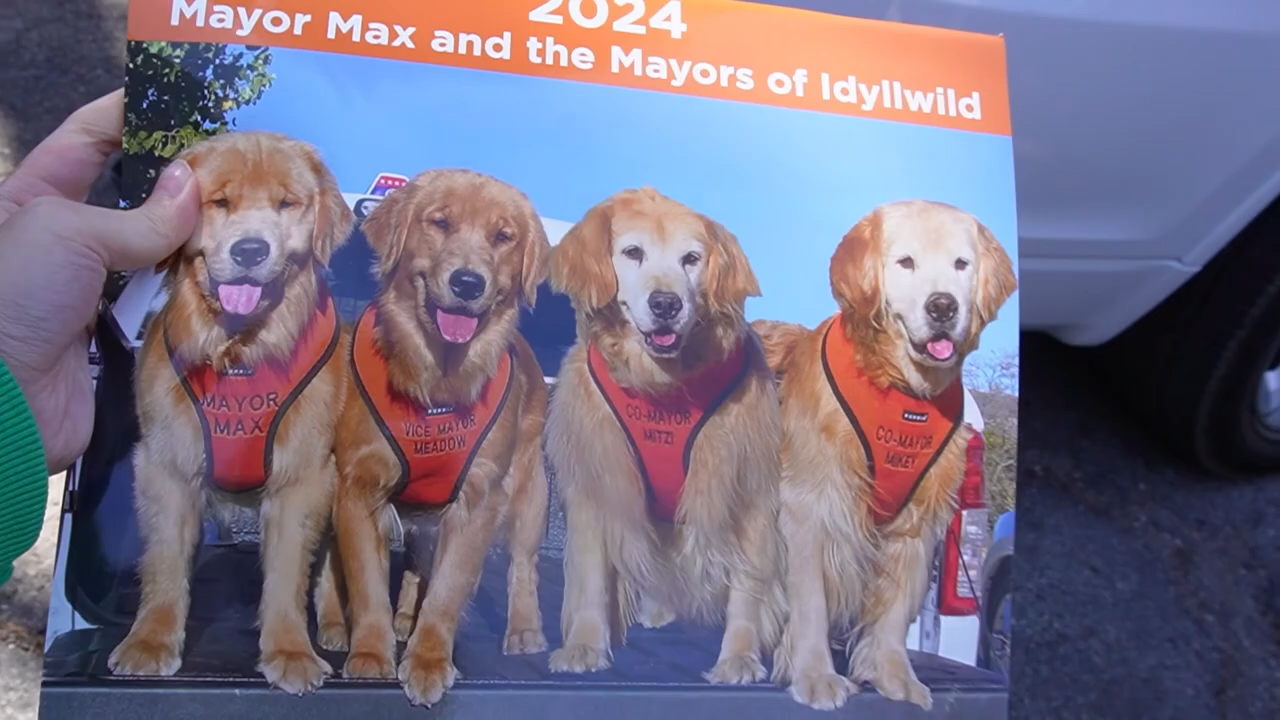 2024
Mayor Max and the Mayors of Idyllwild
MAYOR
MAX
VICE MAYOR
MEADOW
CO-MAYOR
MITZI
CO-MAYOR
MIKEY